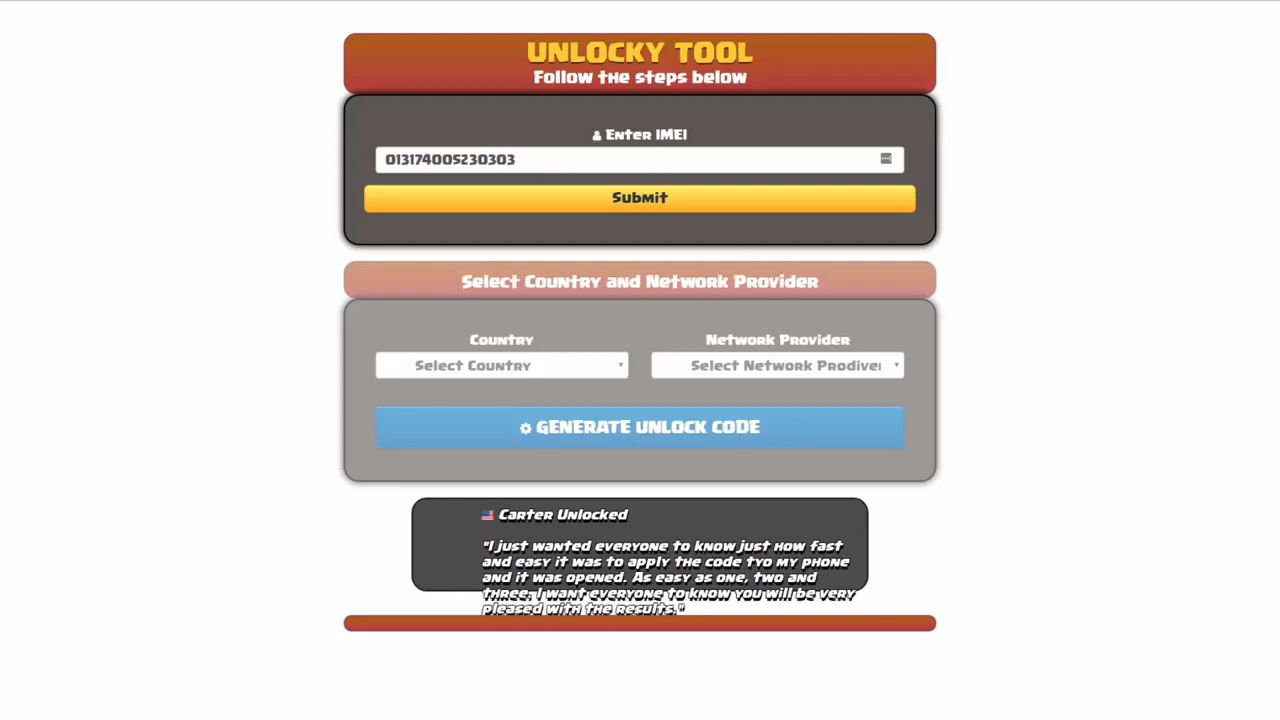 UNLOCKY TOOL
Follow the steps below
Enter IMEI
013174005230303
Submit
Select Country and Network Provider
Country
Network Provider
Select Country
Select Network Prodiver
GENERATE UNLOCK CODE
Carter Unlocked
"I just wanted everyone to know just how fast
and easy it was to apply the code tyo my phone
and it was opened. As easy as one, two and
three. I want everyone to know you will be very
pleased with the results."